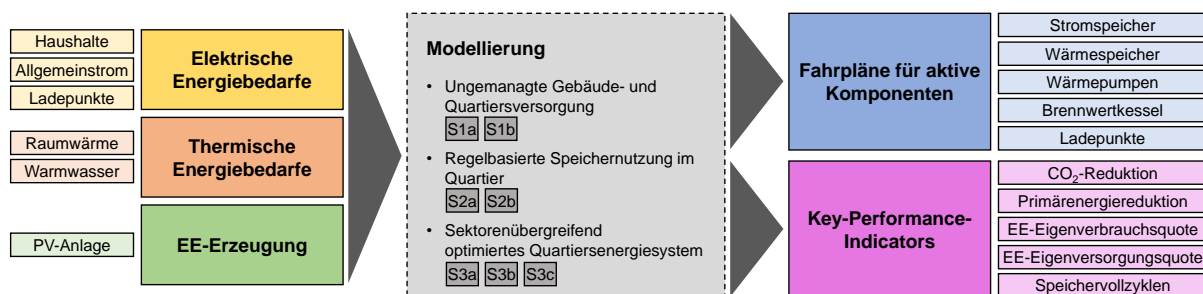 Haushalte
Allgemeinstrom
Ladepunkte
Elektrische
Energiebedarfe
Raumwärme
Warmwasser
Thermische
Energiebedarfe
PV-Anlage
EE-Erzeugung
Modellierung
• Ungemanagte Gebäude- und
Quartiersversorgung
S1a S1b
• Regelbasierte Speichernutzung im
Quartier
S2a S2b
• Sektorenübergreifend
optimiertes Quartiersenergiesystem
S3a S3b S3c
Fahrpläne für aktive
Komponenten
Stromspeicher
Wärmespeicher
Wärmepumpen
Brennwertkessel
Ladepunkte
Key-Performance-
Indicators
CO₂-Reduktion
Primärenergiereduktion
EE-Eigenverbrauchsquote
EE-Eigenversorgungsquote
Speichervollzyklen